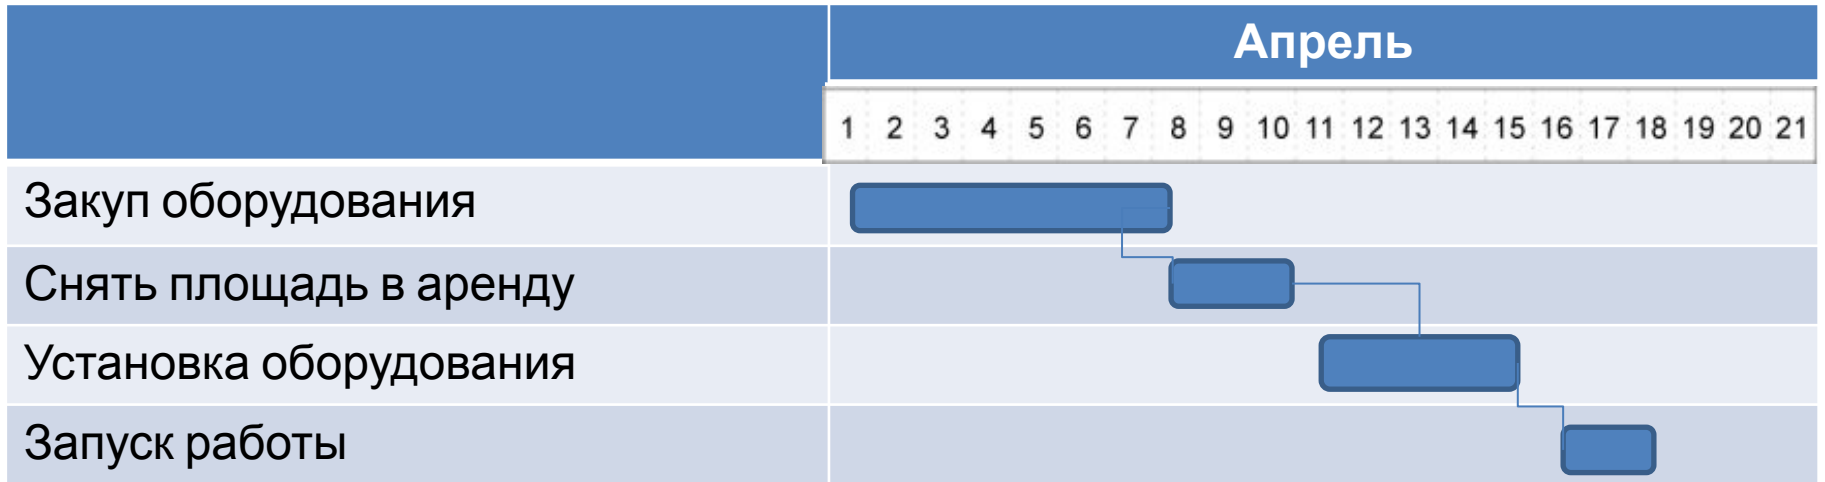 Апрель
1 2 3 4 5 6 7 8 9 10 11 12 13 14 15 16 17 18 19 20 21
Закуп оборудования
Снять площадь в аренду
Установка оборудования
Запуск работы